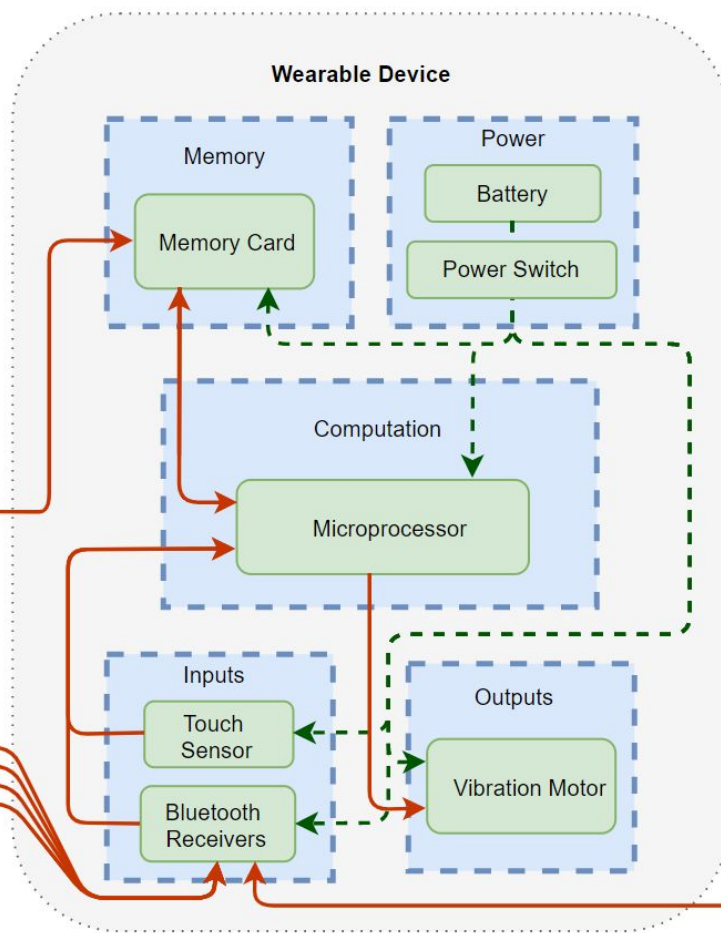 Wearable Device
Memory
Memory Card
Power
Battery
Power Switch
Computation
Microprocessor
Inputs
Touch
Sensor
Bluetooth
Receivers
Outputs
Vibration Motor